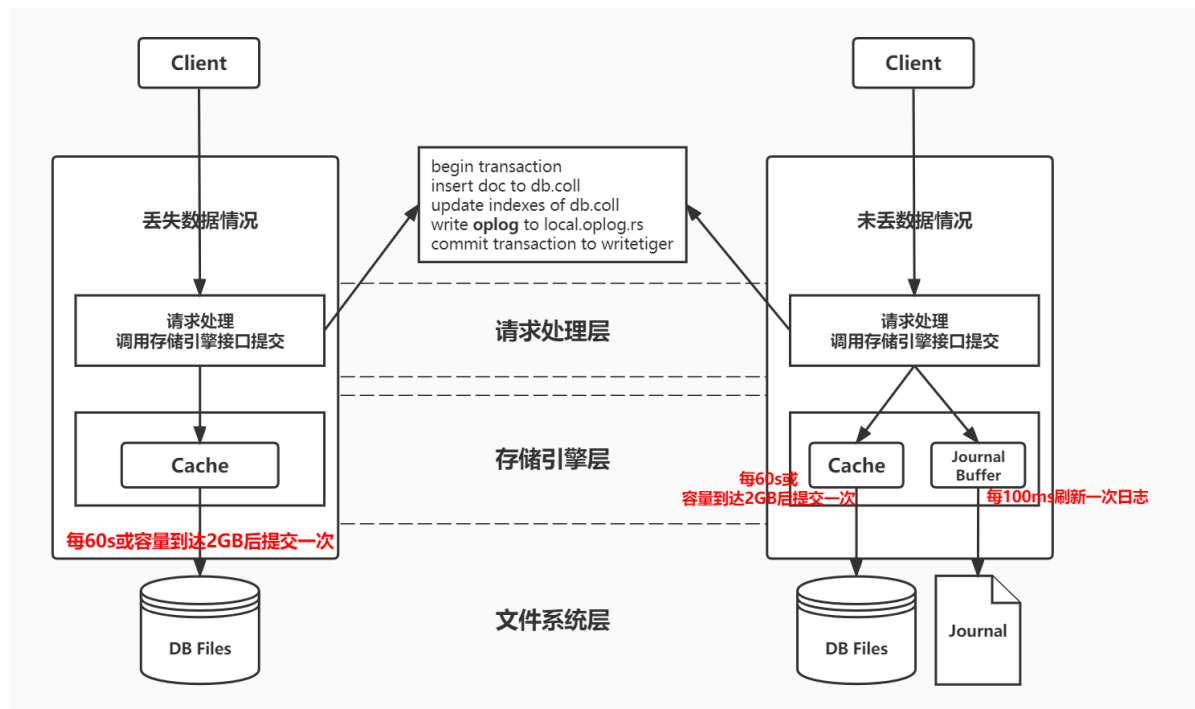 Client
Client
begin transaction
insert doc to db.coll
update indexes of db.coll
write oplog to local.oplog.rs
commit transaction to writetiger
丢失数据情况
未丢数据情况
请求处理
调用存储引擎接口提交
请求处理层
请求处理
调用存储引擎接口提交
Cache
存储引擎层
Cache
Journal
Buffer
每60s或
容量到达2GB后提交一次
每100ms刷新一次日志
每60s或容量到达2GB后提交一次
文件系统层
DB Files
DB Files
Journal